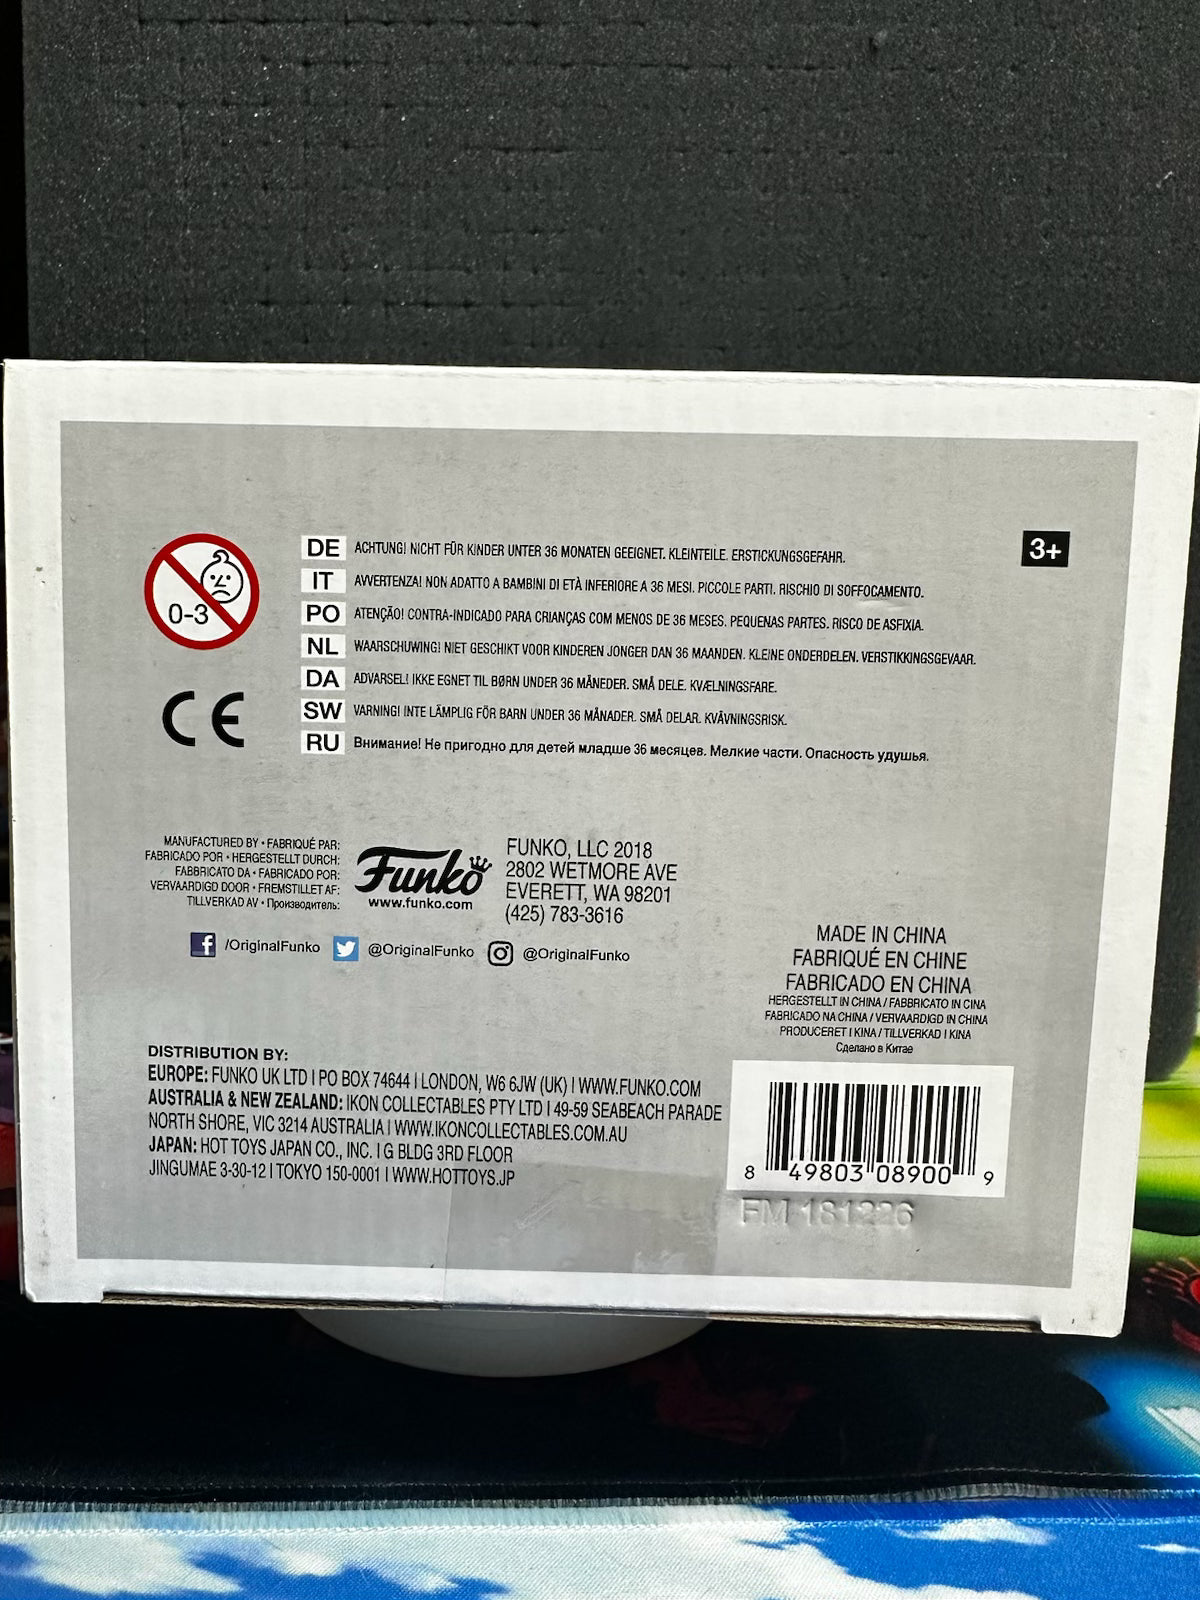 0-3
DE ACHTUNG! NICHT FÜR KINDER UNTER 36 MONATEN GEEIGNET. KLEINTEILE. ERSTICKUNGSGEFAHR.
3+
IT AVVERTENZA! NON ADATTO A BAMBINI DI ETÀ INFERIORE A 36 MESI. PICCOLE PARTI. RISCHIO DI SOFFOCAMENTO.
PO ATENÇÃO! CONTRA-INDICADO PARA CRIANÇAS COM MENOS DE 36 MESES. PEQUENAS PARTES. RISCO DE ASFIXIA.
NL WAARSCHUWING! NIET GESCHIKT VOOR KINDEREN JONGER DAN 36 MAANDEN. KLEINE ONDERDELEN. VERSTIKKINGSGEVAAR.
DA ADVARSEL! IKKE EGNET TIL BØRN UNDER 36 MÅNEDER. SMÅ DELE. KVÆLNINGSFARE.
SW VARNING! INTE LÄMPLIG FÖR BARN UNDER 36 MÅNADER. SMÅ DELAR. KVÄVNINGSRISK.
RU Внимание! Не пригодно для детей младше 36 месяцев. Мелкие части. Опасность удушья.
CE
MANUFACTURED BY • FABRIQUÉ PAR:
FABRICADO POR • HERGESTELLT DURCH:
FABBRICATO DA • FABRICADO POR:
VERVAARDIGD DOOR • FREMSTILLET AF:
TILLVERKAD AV • Производитель:
Funko
www.funko.com
FUNKO, LLC 2018
2802 WETMORE AVE
EVERETT, WA 98201
(425) 783-3616
/OriginalFunko @OriginalFunko @OriginalFunko
MADE IN CHINA
FABRIQUÉ EN CHINE
FABRICADO EN CHINA
HERGESTELLT IN CHINA / FABBRICATO IN CINA
FABRICADO NA CHINA / VERVAARDIGD IN CHINA
PRODUCERET I KINA / TILLVERKAD I KINA
Сделано в Китае
DISTRIBUTION BY:
EUROPE: FUNKO UK LTD | PO BOX 74644 | LONDON, W6 6JW (UK) | WWW.FUNKO.COM
AUSTRALIA & NEW ZEALAND: IKON COLLECTABLES PTY LTD | 49-59 SEABEACH PARADE
NORTH SHORE, VIC 3214 AUSTRALIA | WWW.IKONCOLLECTABLES.COM.AU
JAPAN: HOT TOYS JAPAN CO., INC. | G BLDG 3RD FLOOR
JINGUMAE 3-30-12 | TOKYO 150-0001 | WWW.HOTTOYS.JP
8 49803 08900 9
FM 181226